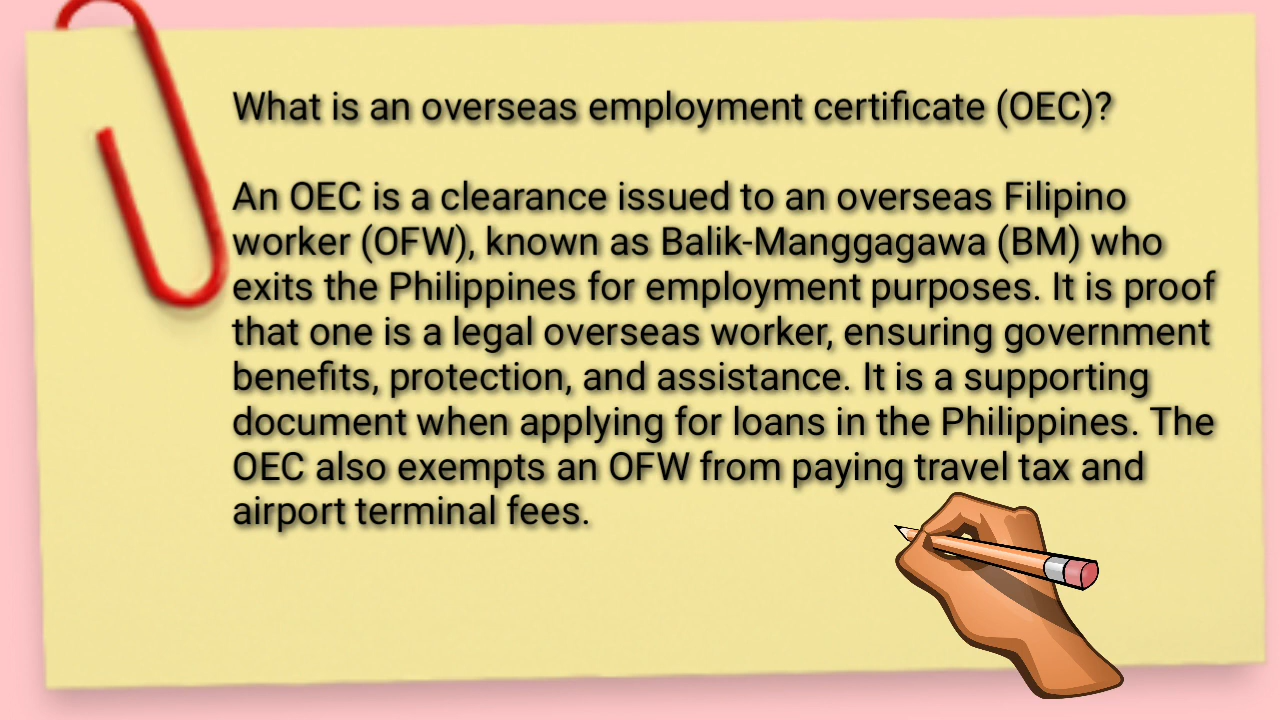 What is an overseas employment certificate (OEC)?
An OEC is a clearance issued to an overseas Filipino
worker (OFW), known as Balik-Manggagawa (BM) who
exits the Philippines for employment purposes. It is proof
that one is a legal overseas worker, ensuring government
benefits, protection, and assistance. It is a supporting
document when applying for loans in the Philippines. The
OEC also exempts an OFW from paying travel tax and
airport terminal fees.